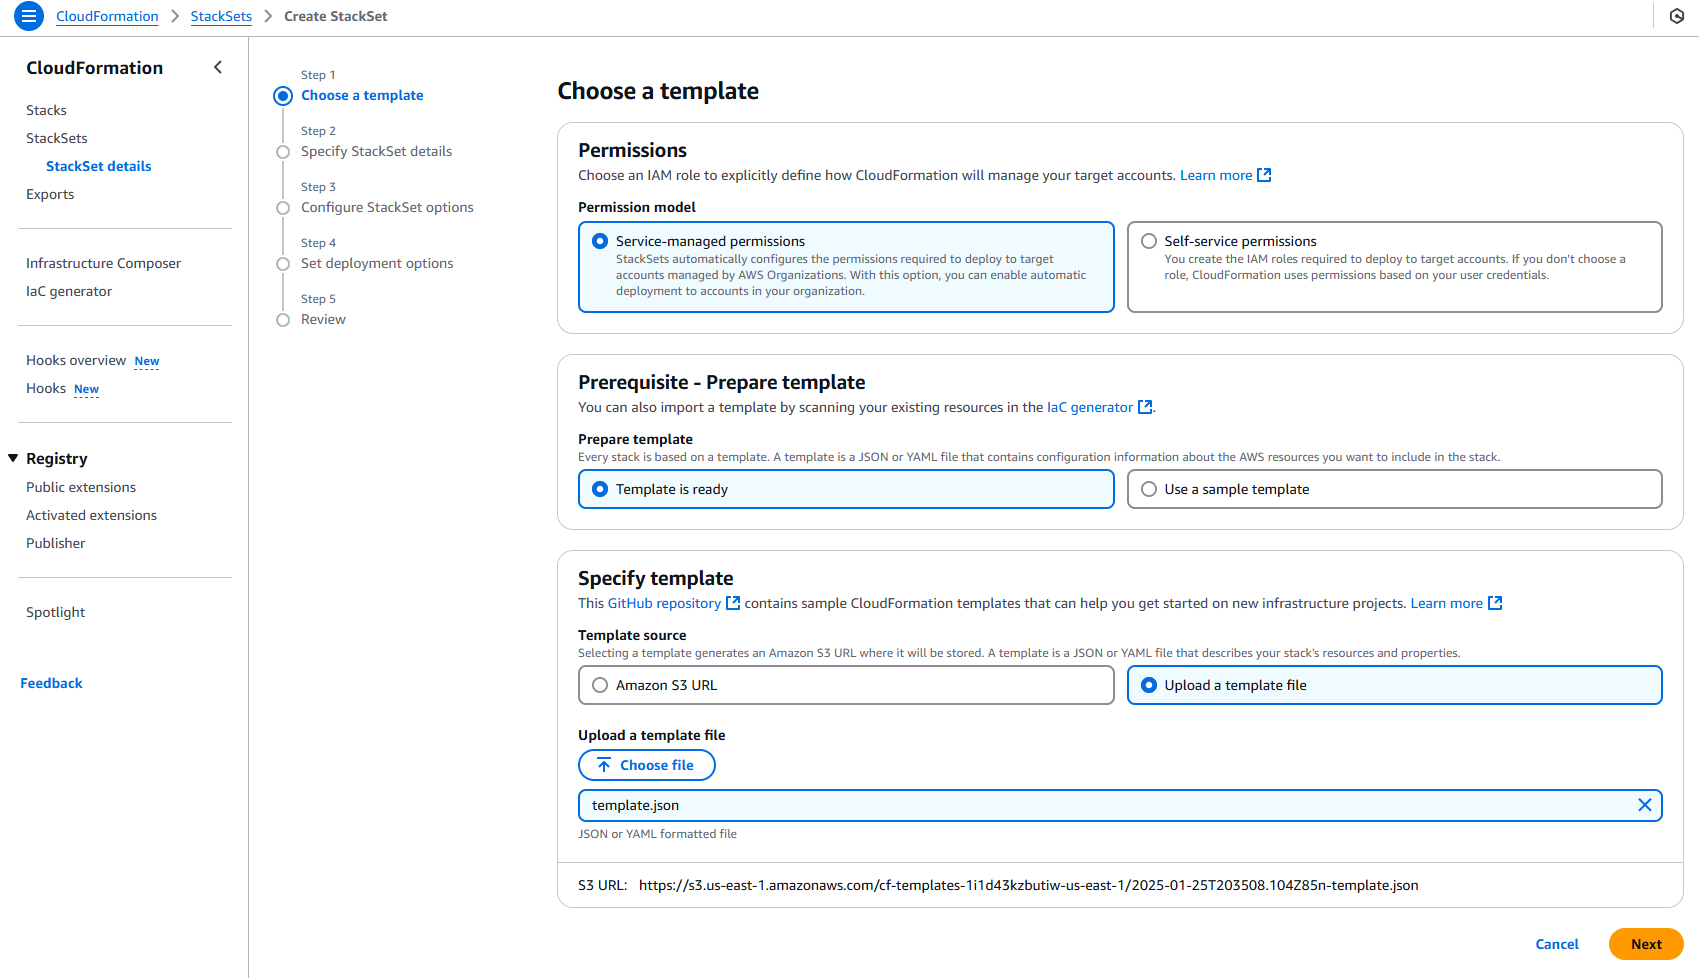 CloudFormation > StackSets > Create StackSet
CloudFormation
Stacks
StackSets
StackSet details
Exports
Infrastructure Composer
IaC generator
Hooks overview New
Hooks New
Registry
Public extensions
Activated extensions
Publisher
Spotlight
Feedback
Step 1
Choose a template
Step 2
Specify StackSet details
Step 3
Configure StackSet options
Step 4
Set deployment options
Step 5
Review
Choose a template
Permissions
Choose an IAM role to explicitly define how CloudFormation will manage your target accounts. Learn more
Permission model
Service-managed permissions
StackSets automatically configures the permissions required to deploy to target
accounts managed by AWS Organizations. With this option, you can enable automatic
deployment to accounts in your organization.
Self-service permissions
You create the IAM roles required to deploy to target accounts. If you don't choose a
role, CloudFormation uses permissions based on your user credentials.
Prerequisite - Prepare template
You can also import a template by scanning your existing resources in the IaC generator.
Prepare template
Every stack is based on a template. A template is a JSON or YAML file that contains configuration information about the AWS resources you want to include in the stack.
Template is ready
Use a sample template
Specify template
This GitHub repository contains sample CloudFormation templates that can help you get started on new infrastructure projects. Learn more
Template source
Selecting a template generates an Amazon S3 URL where it will be stored. A template is a JSON or YAML file that describes your stack's resources and properties.
Amazon S3 URL
Upload a template file
Upload a template file
Choose file
template.json
JSON or YAML formatted file
S3 URL: https://s3.us-east-1.amazonaws.com/cf-templates-1i1d43kzbutiw-us-east-1/2025-01-25T203508.104Z85n-template.json
Cancel
Next